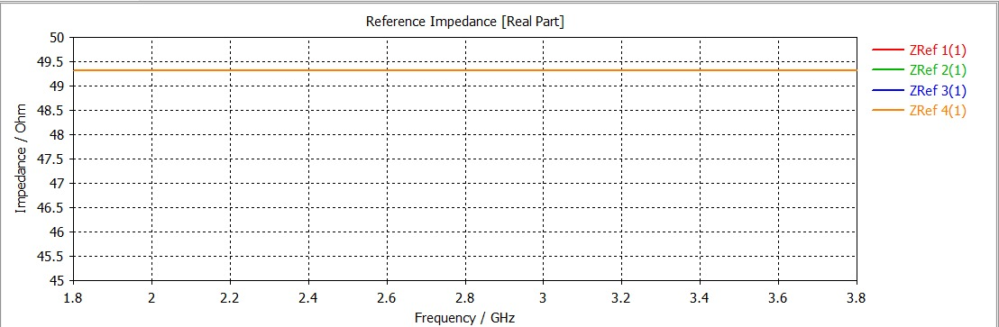 Reference Impedance [Real Part]
50
49.5
49
48.5
48
47.5
47
46.5
46
45.5
45
Impedance / Ohm
1.8 2 2.2 2.4 2.6 2.8 3 3.2 3.4 3.6 3.8
Frequency / GHz
ZRef 1(1)
ZRef 2(1)
ZRef 3(1)
ZRef 4(1)